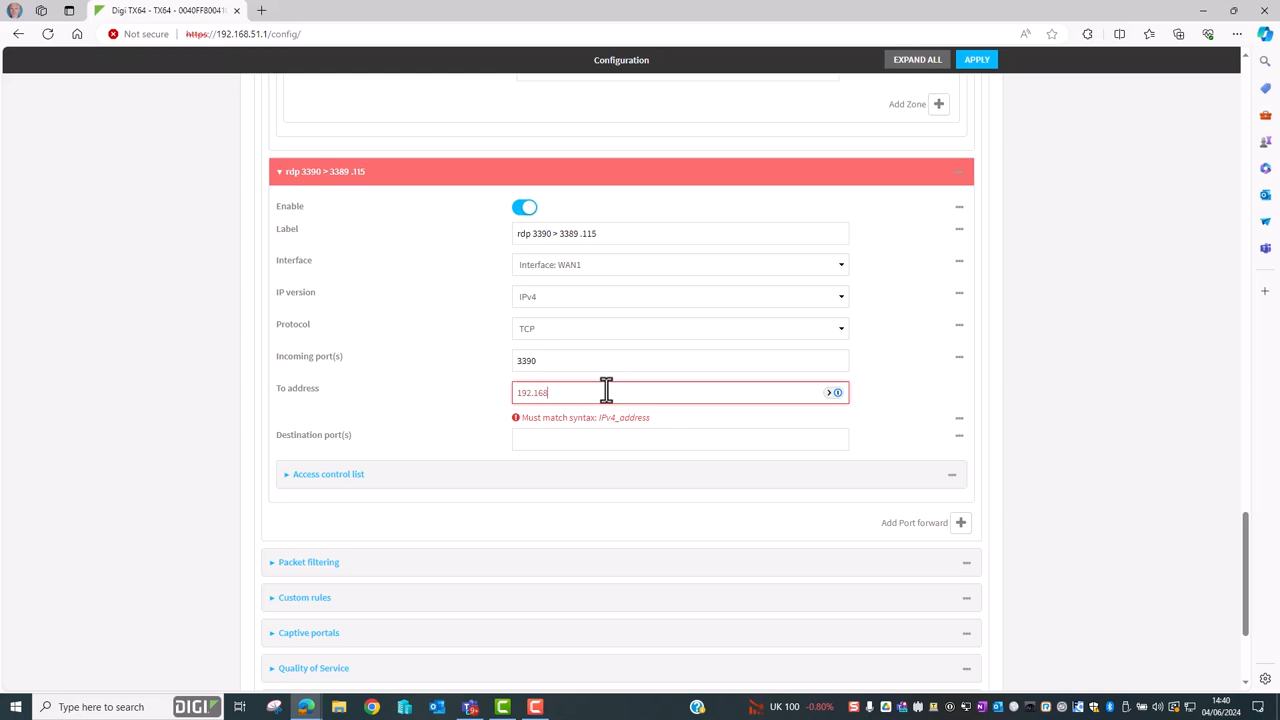 Digi TX64 - TX64 - 0040FF80041
Not secure
https://192.168.51.1/config/
Configuration
EXPAND ALL
APPLY
Add Zone
▼ rdp 3390 > 3389 .115
Enable
Label
rdp 3390 > 3389 .115
Interface
Interface: WAN1
IP version
IPv4
Protocol
TCP
Incoming port(s)
3390
To address
192.168
Must match syntax: IPv4_address
Destination port(s)
► Access control list
Add Port forward
► Packet filtering
► Custom rules
► Captive portals
► Quality of Service
Type here to search
DIGI
UK 100 -0.80%
14:40
04/06/2024